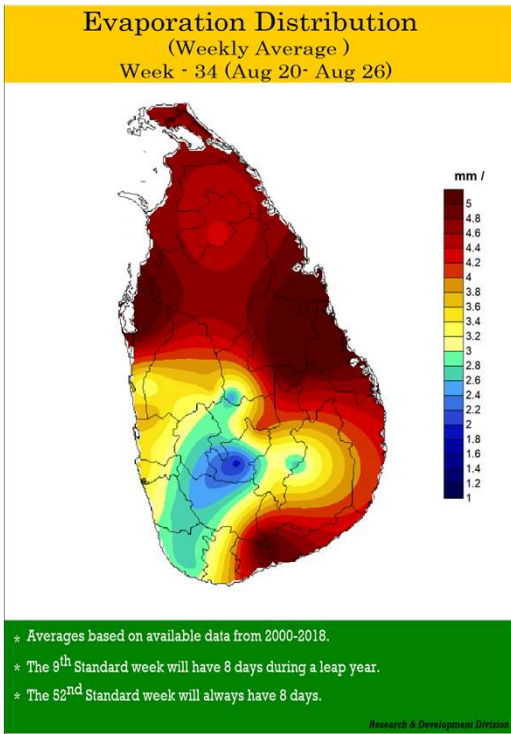 Evaporation Distribution
(Weekly Average )
Week - 34 (Aug 20- Aug 26)
mm /
5
4.8
4.6
4.4
4.2
4
3.8
3.6
3.4
3.2
3
2.8
2.6
2.4
2.2
2
1.8
1.6
1.4
1.2
1
* Averages based on available data from 2000-2018.
* The 9th Standard week will have 8 days during a leap year.
* The 52nd Standard week will always have 8 days.
Research & Development Division